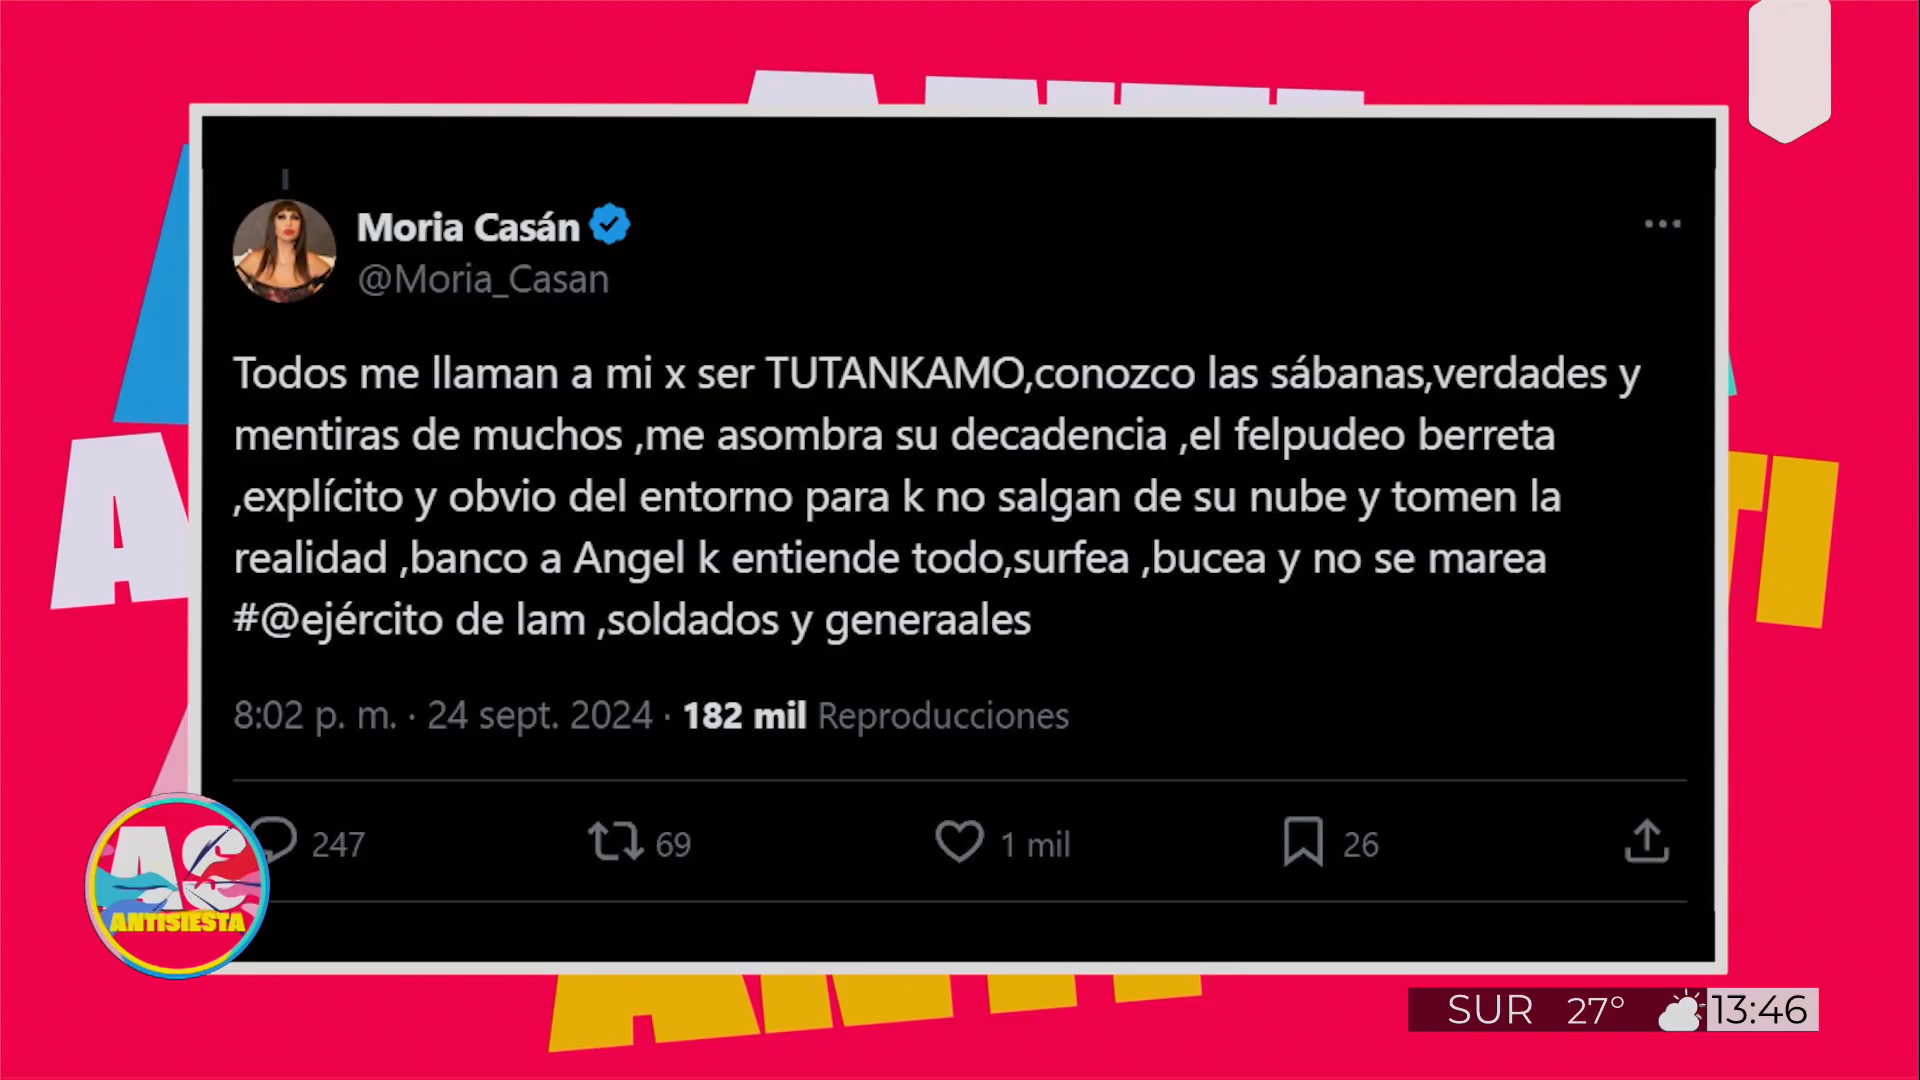 Moria Casán
@Moria_Casan
Todos me llaman a mi x ser TUTANKAMO,conozco las sábanas,verdades y
mentiras de muchos ,me asombra su decadencia ,el felpudeo berreta
,explícito y obvio del entorno para k no salgan de su nube y tomen la
realidad ,banco a Angel k entiende todo,surfea ,bucea y no se marea
#@ejército de lam ,soldados y generaales
8:02 p. m. · 24 sept. 2024 · 182 mil Reproducciones
247 69 1 mil 26
AS
ANTISIESTA
SUR 27° 13:46